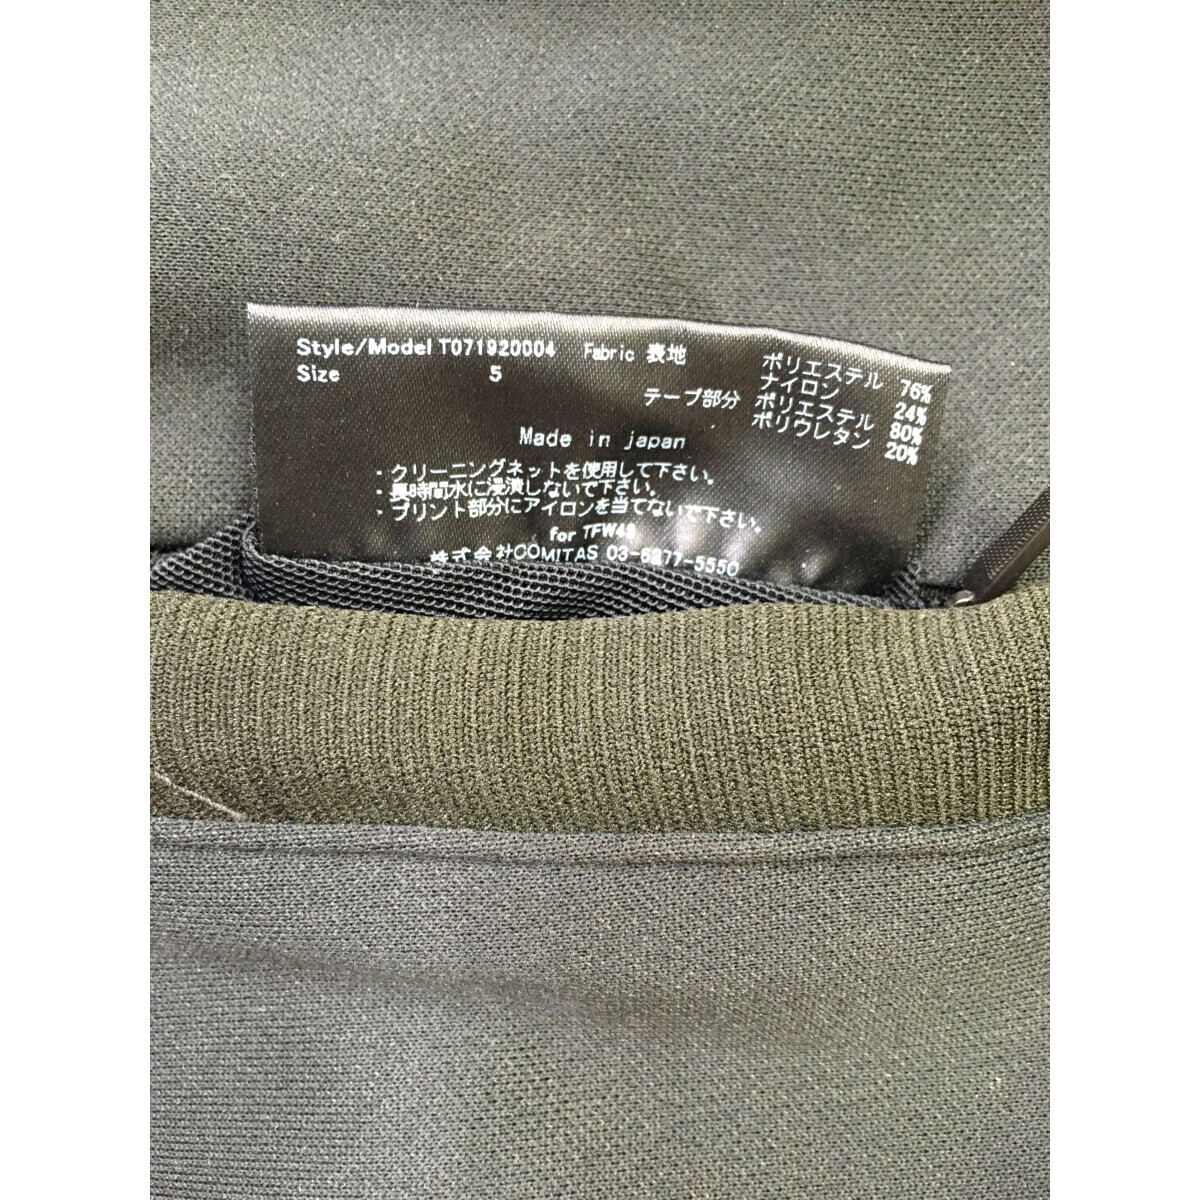 Style/Model T071920004 Fabric 表地 ポリエステル 76%
ナイロン 24%
Size 5 テープ部分 ポリエステル 80%
ポリウレタン 20%
Made in japan
・クリーニングネットを使用して下さい。
・長時間水に浸漬しないで下さい。
・プリント部分にアイロンを当てないで下さい。
for TFW49
株式会社COMITAS 03-6277-5550